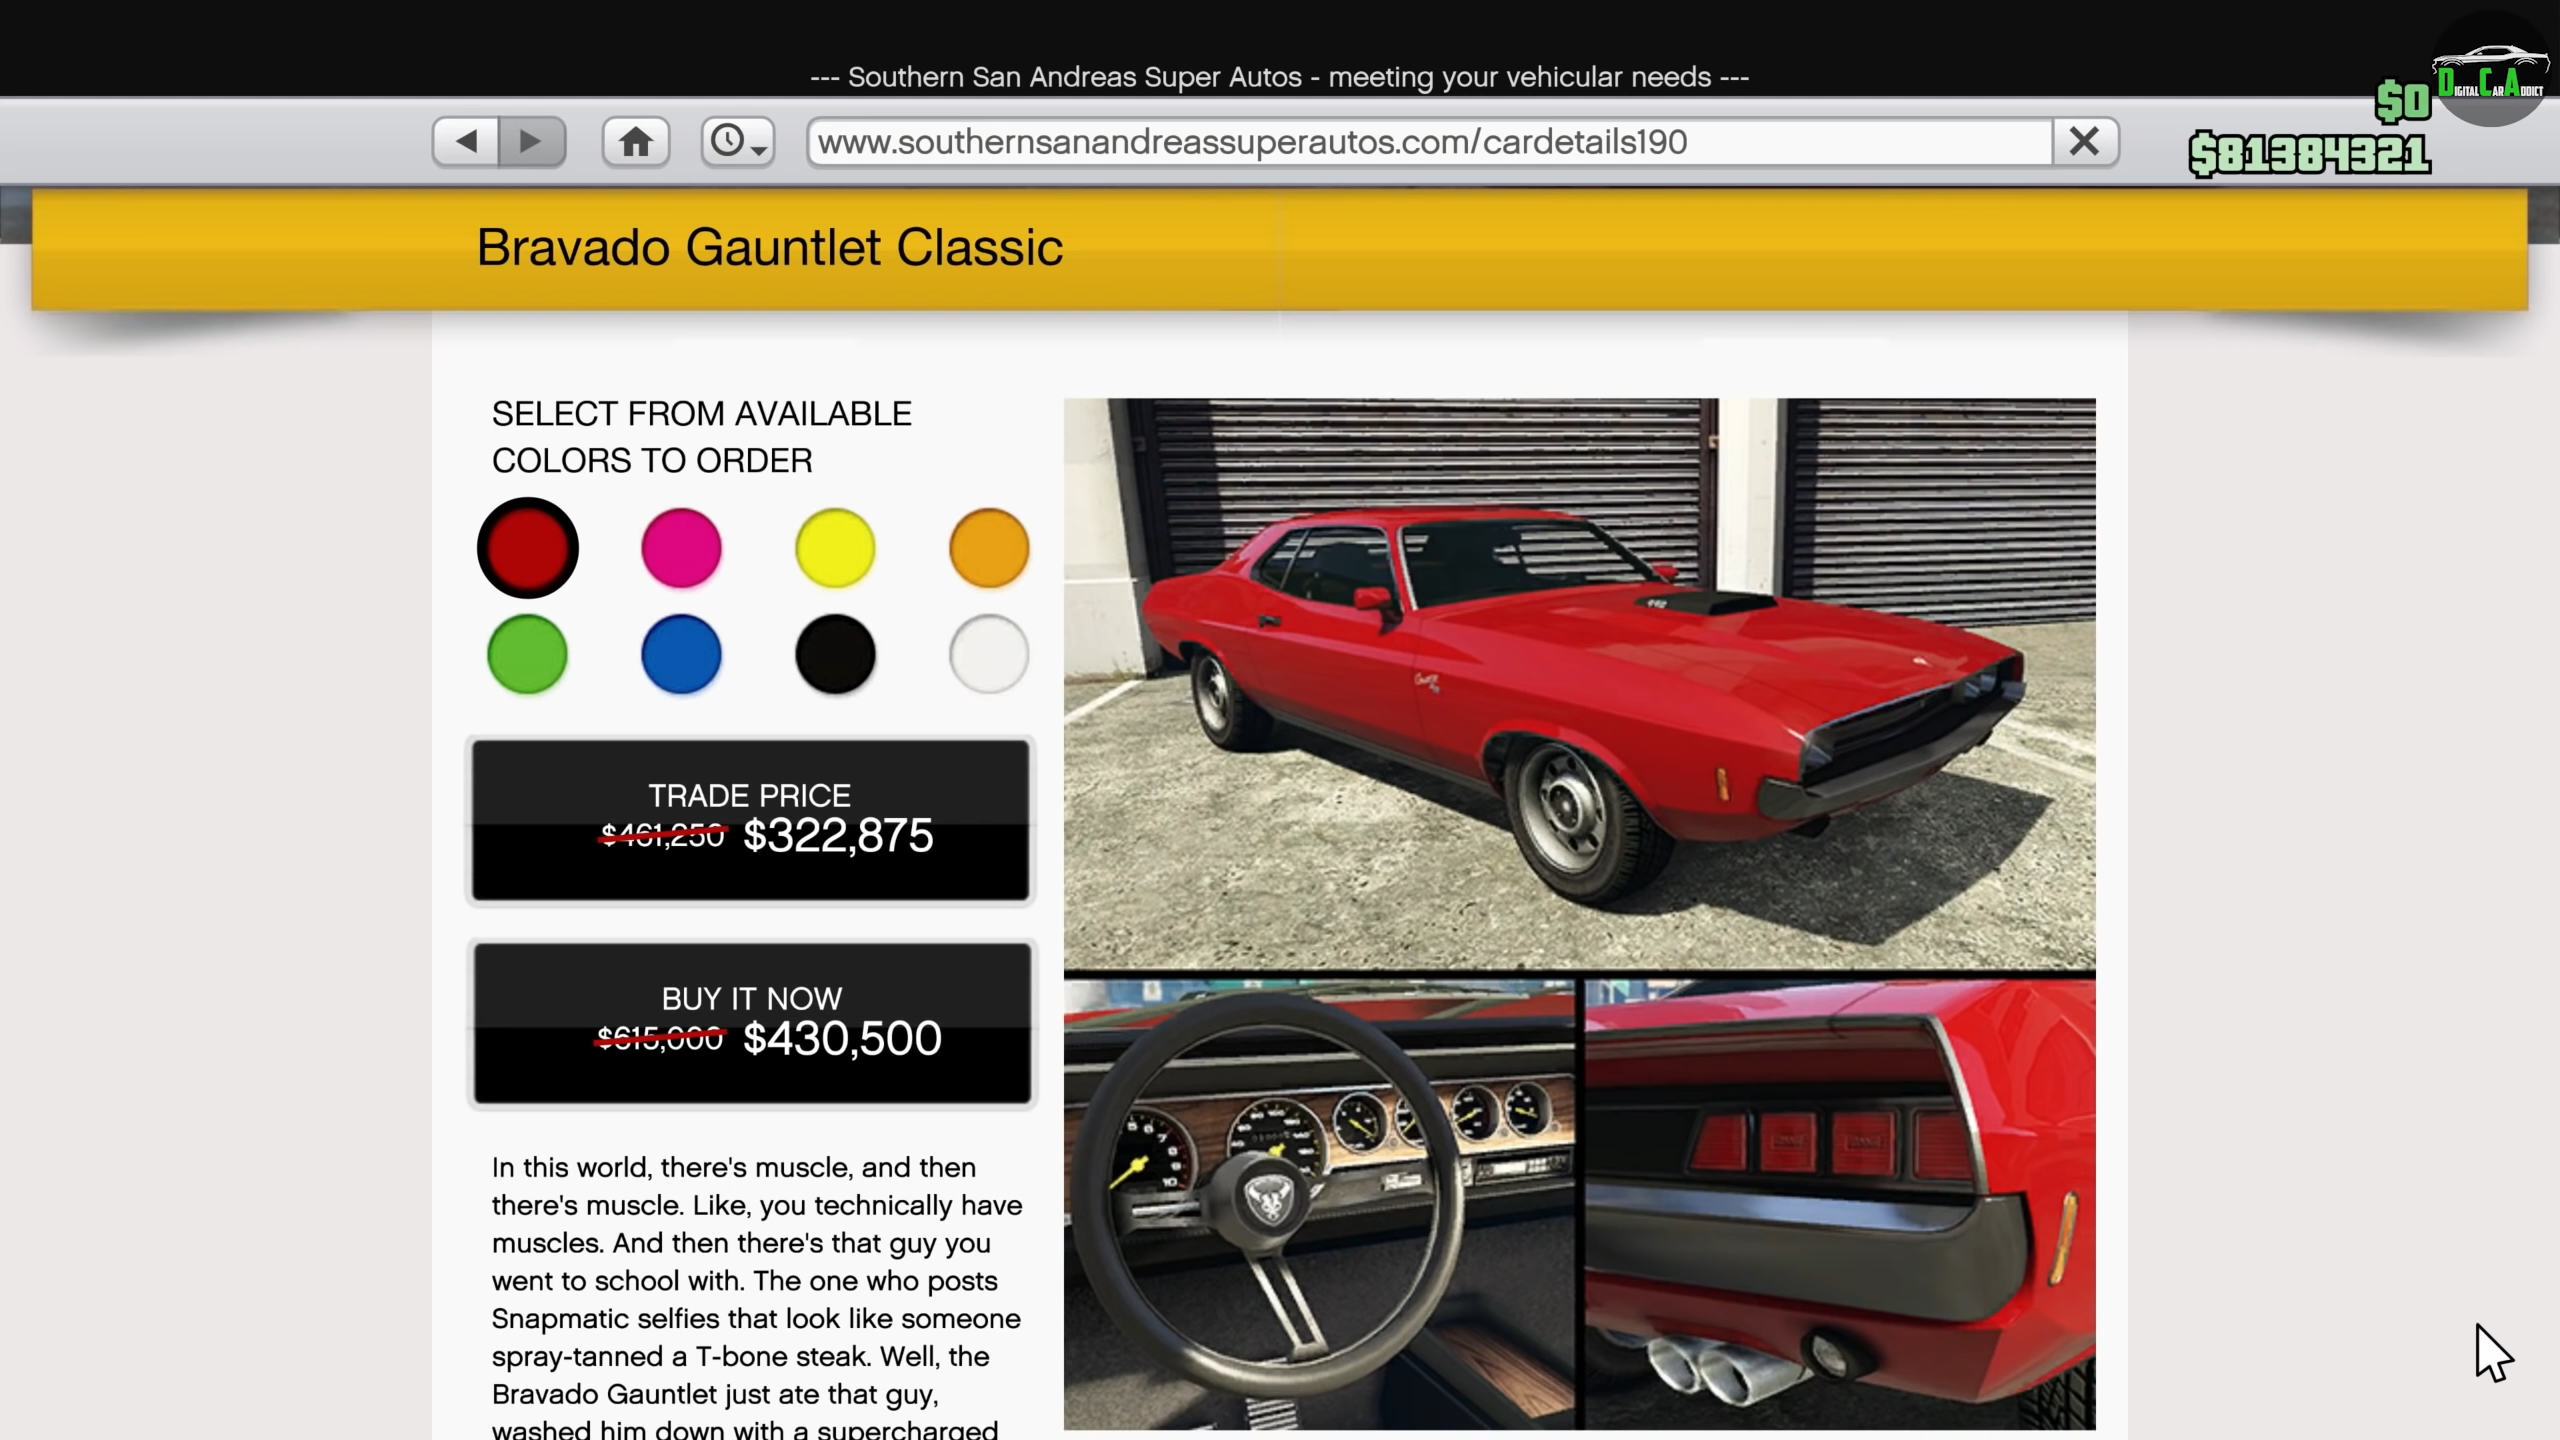 --- Southern San Andreas Super Autos - meeting your vehicular needs ---
DIGITALCARADDICT
$0
www.southernsanandreassuperautos.com/cardetails190
$81384321
Bravado Gauntlet Classic
SELECT FROM AVAILABLE
COLORS TO ORDER
TRADE PRICE
$461,250 $322,875
BUY IT NOW
$615,000 $430,500
In this world, there's muscle, and then
there's muscle. Like, you technically have
muscles. And then there's that guy you
went to school with. The one who posts
Snapmatic selfies that look like someone
spray-tanned a T-bone steak. Well, the
Bravado Gauntlet just ate that guy,
washed him down with a supercharged